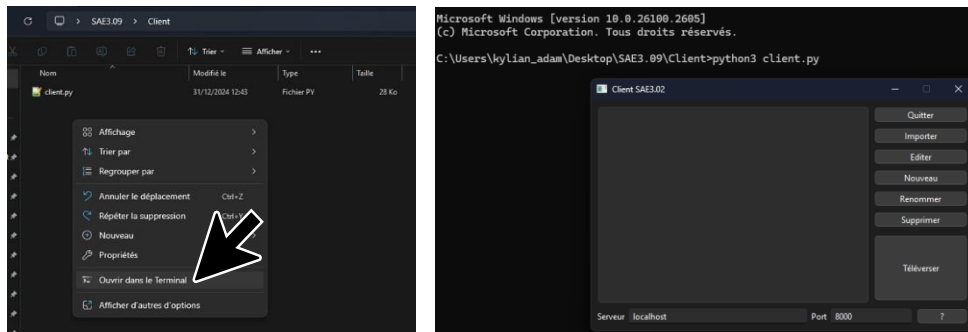 SAE3.09 > Client
Trier
Afficher
Nom
Modifié le
Type
Taille
client.py
31/12/2024 12:43
Fichier PY
28 Ko
Affichage
Trier par
Regrouper par
Annuler le déplacement Ctrl+Z
Répéter la suppression Ctrl+Y
Nouveau
Propriétés
Ouvrir dans le Terminal
Afficher d'autres d'options
Microsoft Windows [version 10.0.26100.2605]
(c) Microsoft Corporation. Tous droits réservés.
C:\Users\kylian_adam\Desktop\SAE3.09\Client>python3 client.py
Client SAE3.02
Quitter
Importer
Editer
Nouveau
Renommer
Supprimer
Téléverser
Serveur localhost Port 8000 ?